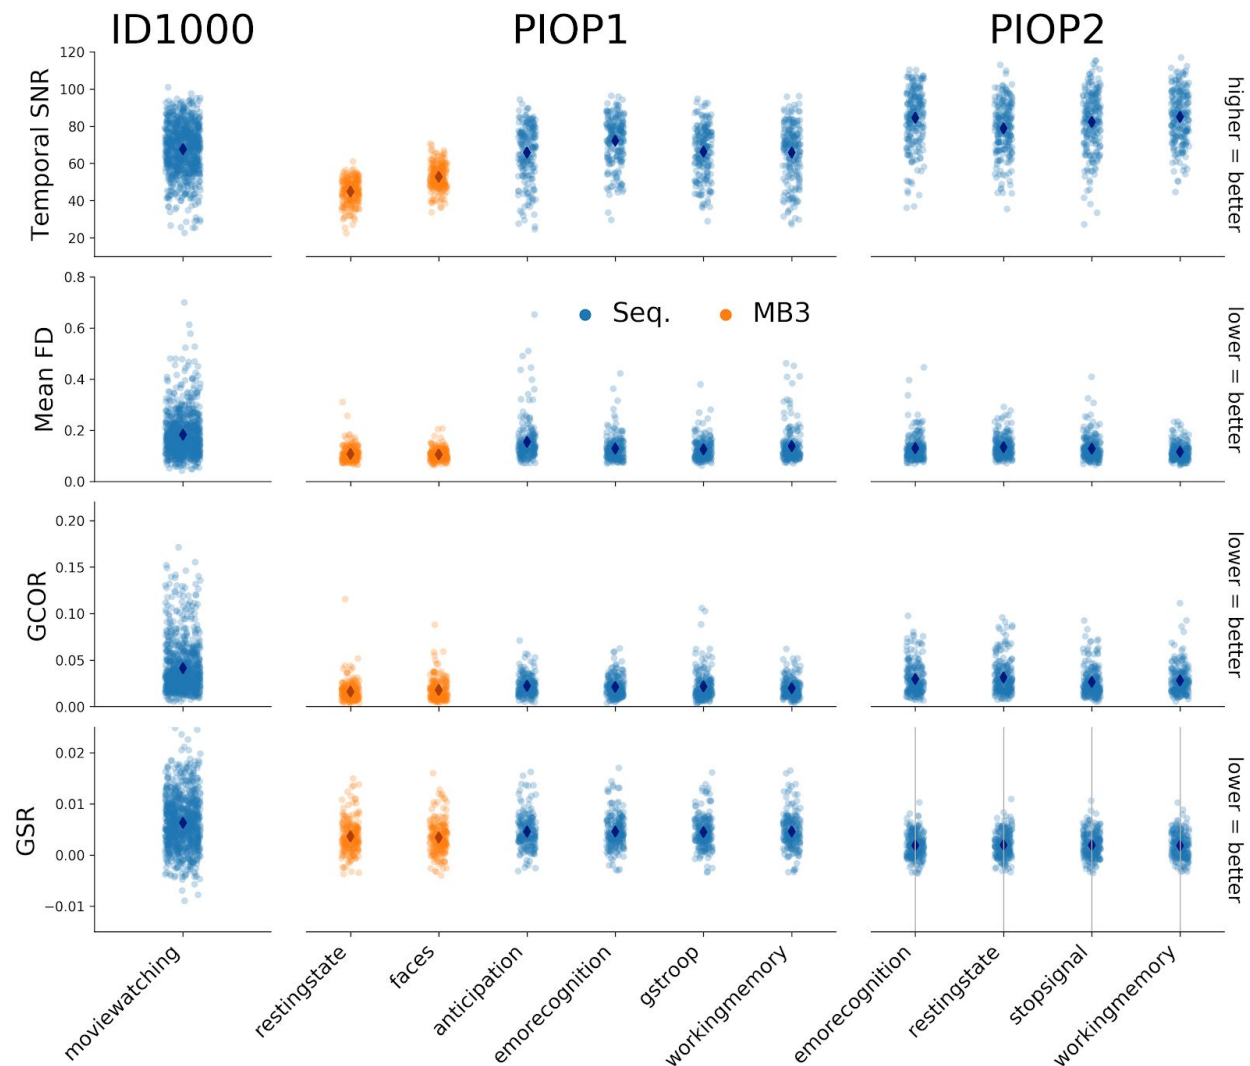 ID1000 PIOP1 PIOP2
Temporal SNR
120
100
80
60
40
20
higher = better
Mean FD
0.8
0.6
0.4
0.2
0.0
Seq. MB3
lower = better
GCOR
0.20
0.15
0.10
0.05
0.00
lower = better
GSR
0.02
0.01
0.00
−0.01
lower = better
moviewatching
restingstate
faces
anticipation
emorecognition
gstroop
workingmemory
emorecognition
restingstate
stopsignal
workingmemory